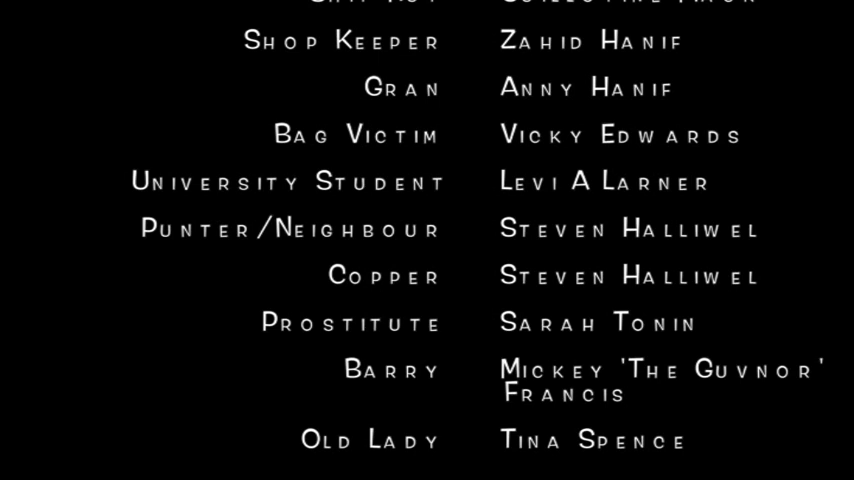 Shop Keeper Zahid Hanif
Gran Anny Hanif
Bag Victim Vicky Edwards
University Student Levi A Larner
Punter/Neighbour Steven Halliwel
Copper Steven Halliwel
Prostitute Sarah Tonin
Barry Mickey 'The Guvnor'
Francis
Old Lady Tina Spence